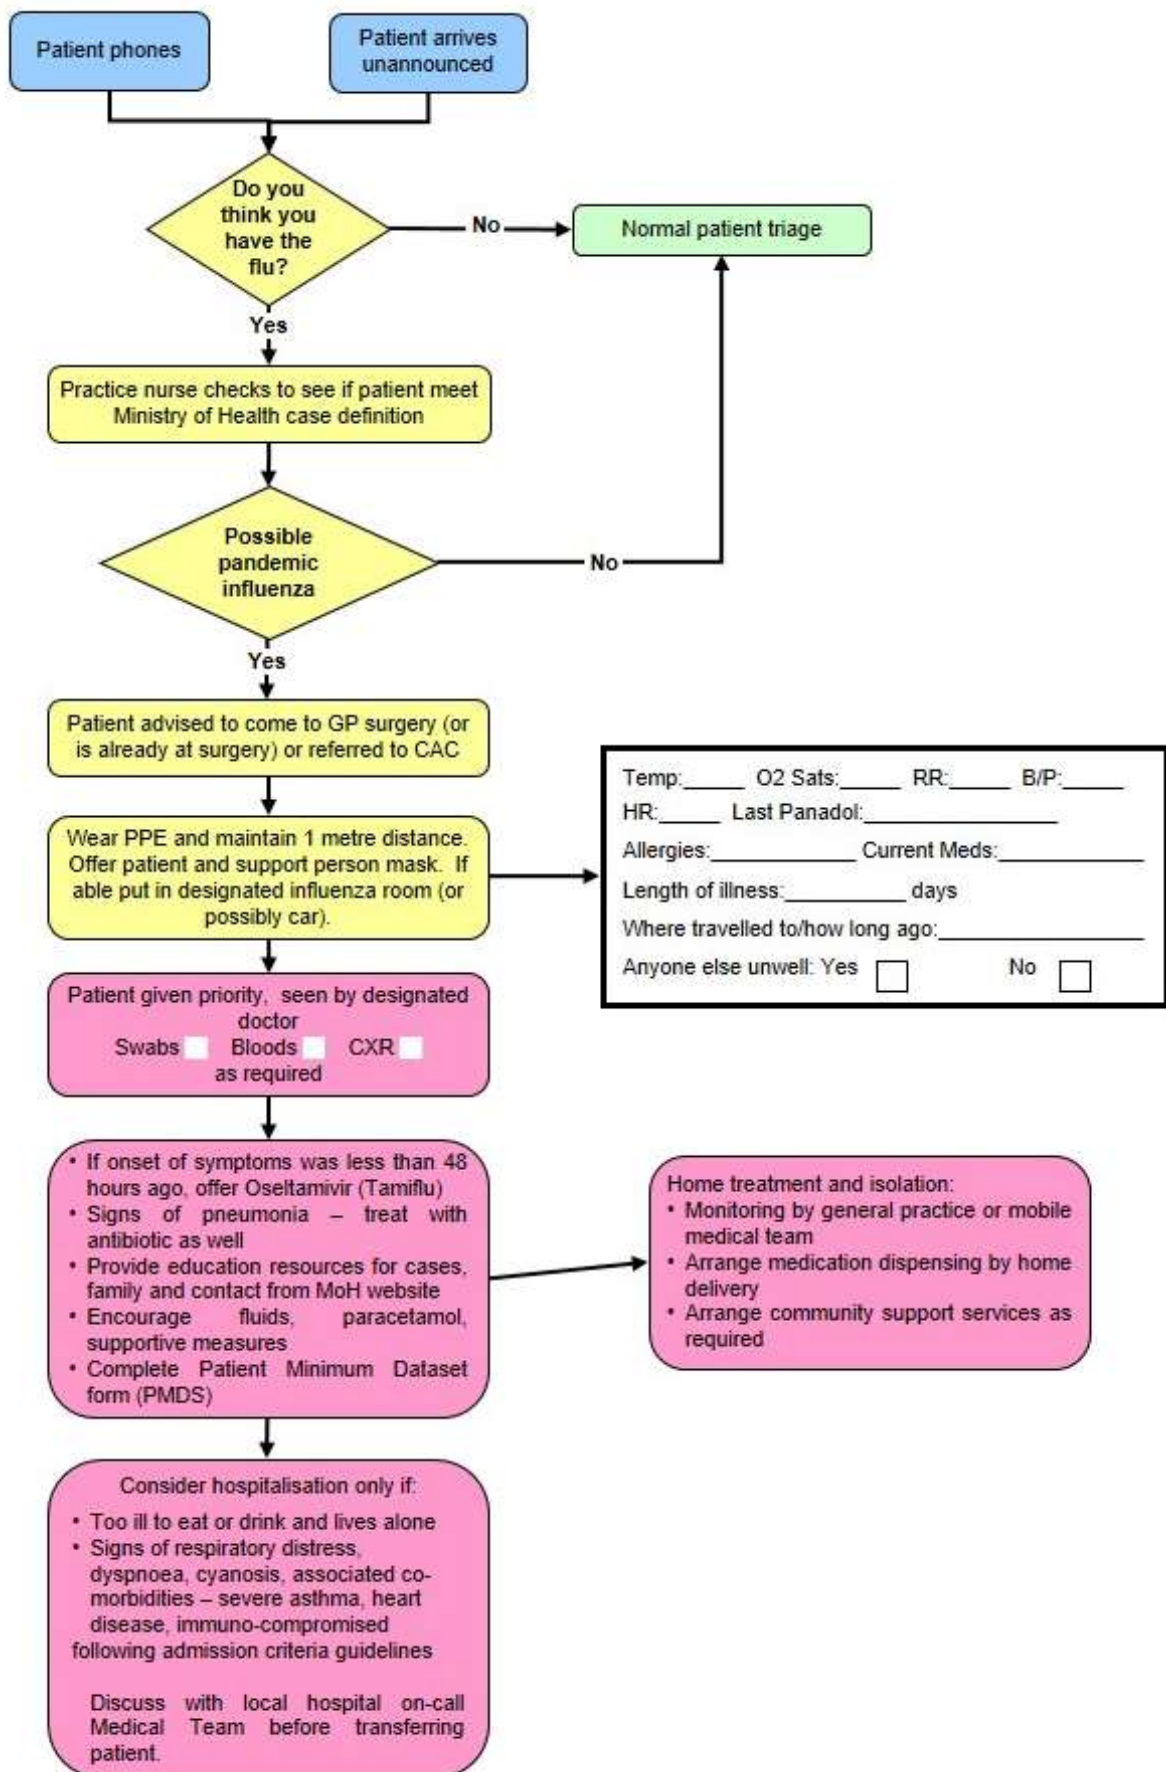 Patient phones
Patient arrives
unannounced
Do you
think you
have the
flu?
No
Normal patient triage
Yes
Practice nurse checks to see if patient meet
Ministry of Health case definition
Possible
pandemic
influenza
No
Yes
Patient advised to come to GP surgery (or
is already at surgery) or referred to CAC
Wear PPE and maintain 1 metre distance.
Offer patient and support person mask. If
able put in designated influenza room (or
possibly car).
Temp:_____ O2 Sats:_____ RR:_____ B/P:_____
HR:_____ Last Panadol:________________
Allergies:____________ Current Meds:____________
Length of illness:__________ days
Where travelled to/how long ago:_________________
Anyone else unwell: Yes No
Patient given priority, seen by designated
doctor
Swabs Bloods CXR
as required
• If onset of symptoms was less than 48
hours ago, offer Oseltamivir (Tamiflu)
• Signs of pneumonia – treat with
antibiotic as well
• Provide education resources for cases,
family and contact from MoH website
• Encourage fluids, paracetamol,
supportive measures
• Complete Patient Minimum Dataset
form (PMDS)
Home treatment and isolation:
• Monitoring by general practice or mobile
medical team
• Arrange medication dispensing by home
delivery
• Arrange community support services as
required
Consider hospitalisation only if:
• Too ill to eat or drink and lives alone
• Signs of respiratory distress,
dyspnoea, cyanosis, associated co-
morbidities – severe asthma, heart
disease, immuno-compromised
following admission criteria guidelines
Discuss with local hospital on-call
Medical Team before transferring
patient.